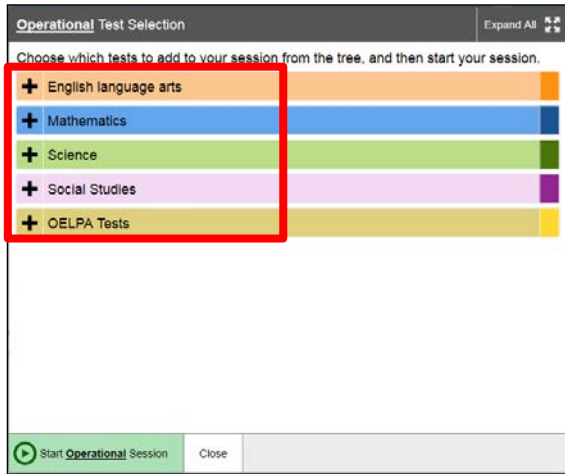 Operational Test Selection
Expand All
Choose which tests to add to your session from the tree, and then start your session.
+ English language arts
+ Mathematics
+ Science
+ Social Studies
+ OELPA Tests
Start Operational Session
Close